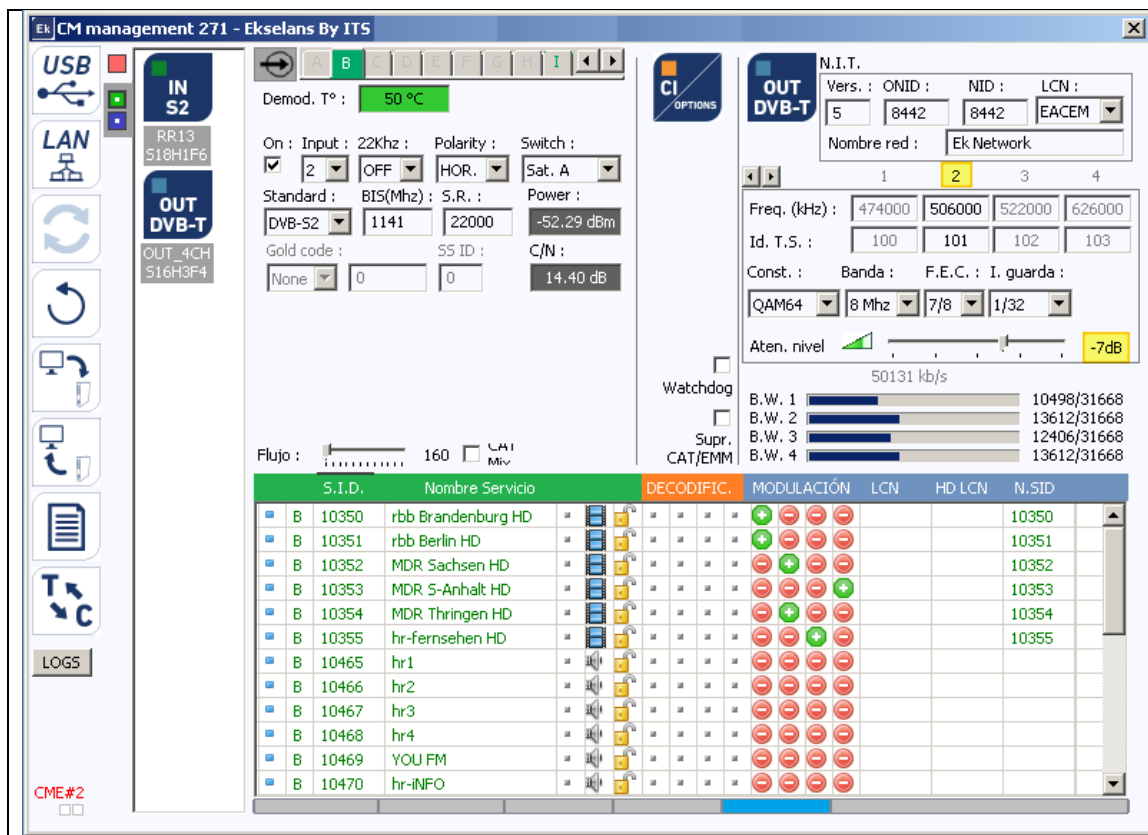 Ek CM management 271 - Ekselans By ITS
USB
LAN
LOGS
CME#2
IN
S2
RR13
S18H1F6
OUT
DVB-T
OUT_4CH
S16H3F4
A B C D E F G H I
Demod. Tº : 50 ºC
On : Input : 22Khz : Polarity : Switch :
2 OFF HOR. Sat. A
Standard : BIS(Mhz) : S.R. : Power :
DVB-S2 1141 22000 -52.29 dBm
Gold code : SS ID : C/N :
None 0 0 14.40 dB
Flujo : 160 CAT
Mix
CI
OPTIONS
Watchdog
Supr.
CAT/EMM
OUT
DVB-T
N.I.T.
Vers. : ONID : NID : LCN :
5 8442 8442 EACEM
Nombre red : Ek Network
1 2 3 4
Freq. (kHz) : 474000 506000 522000 626000
Id. T.S. : 100 101 102 103
Const. : Banda : F.E.C. : I. guarda :
QAM64 8 Mhz 7/8 1/32
Aten. nivel -7dB
50131 kb/s
B.W. 1 10498/31668
B.W. 2 13612/31668
B.W. 3 12406/31668
B.W. 4 13612/31668
S.I.D. Nombre Servicio DECODIFIC. MODULACIÓN LCN HD LCN N.SID
B 10350 rbb Brandenburg HD 10350
B 10351 rbb Berlin HD 10351
B 10352 MDR Sachsen HD 10352
B 10353 MDR S-Anhalt HD 10353
B 10354 MDR Thringen HD 10354
B 10355 hr-fernsehen HD 10355
B 10465 hr1
B 10466 hr2
B 10467 hr3
B 10468 hr4
B 10469 YOU FM
B 10470 hr-iNFO
T
C